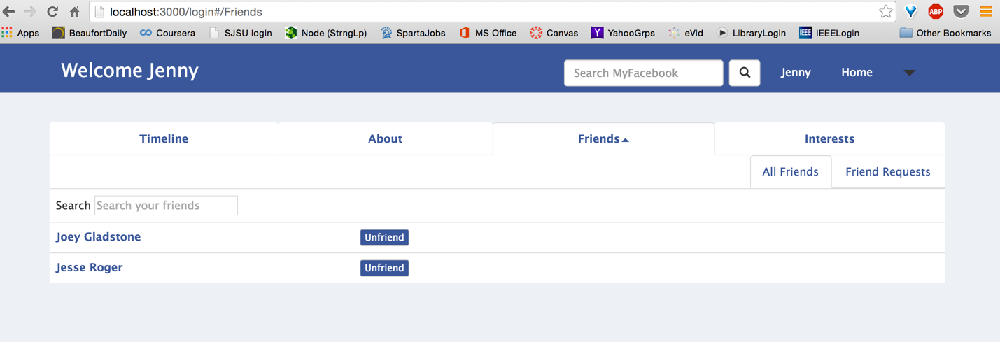 localhost:3000/login#/Friends
ABP
Apps BeaufortDaily Coursera SJSU login Node (StrngLp) SpartaJobs MS Office Canvas Y YahooGrps eVid LibraryLogin IEEE IEEELogin Other Bookmarks
Welcome Jenny Search MyFacebook Jenny Home
Timeline About Friends Interests
All Friends Friend Requests
Search Search your friends
Joey Gladstone Unfriend
Jesse Roger Unfriend